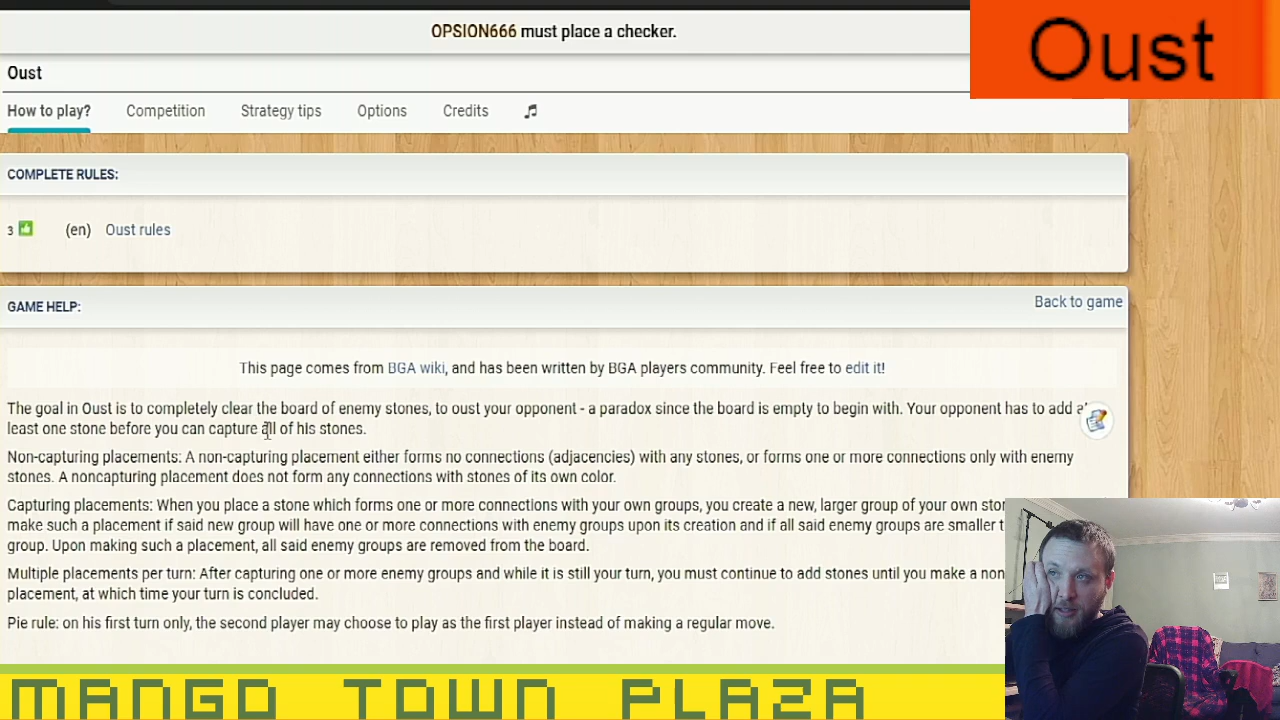 OPSION666 must place a checker.
Oust
Oust
How to play? Competition Strategy tips Options Credits
COMPLETE RULES:
3 (en) Oust rules
GAME HELP:
Back to game
This page comes from BGA wiki, and has been written by BGA players community. Feel free to edit it!
The goal in Oust is to completely clear the board of enemy stones, to oust your opponent - a paradox since the board is empty to begin with. Your opponent has to add
least one stone before you can capture all of his stones.
Non-capturing placements: A non-capturing placement either forms no connections (adjacencies) with any stones, or forms one or more connections only with enemy
stones. A noncapturing placement does not form any connections with stones of its own color.
Capturing placements: When you place a stone which forms one or more connections with your own groups, you create a new, larger group of your own
make such a placement if said new group will have one or more connections with enemy groups upon its creation and if all said enemy groups are smaller
group. Upon making such a placement, all said enemy groups are removed from the board.
Multiple placements per turn: After capturing one or more enemy groups and while it is still your turn, you must continue to add stones until you make a non
placement, at which time your turn is concluded.
Pie rule: on his first turn only, the second player may choose to play as the first player instead of making a regular move.
MANGO TOWN PLAZA